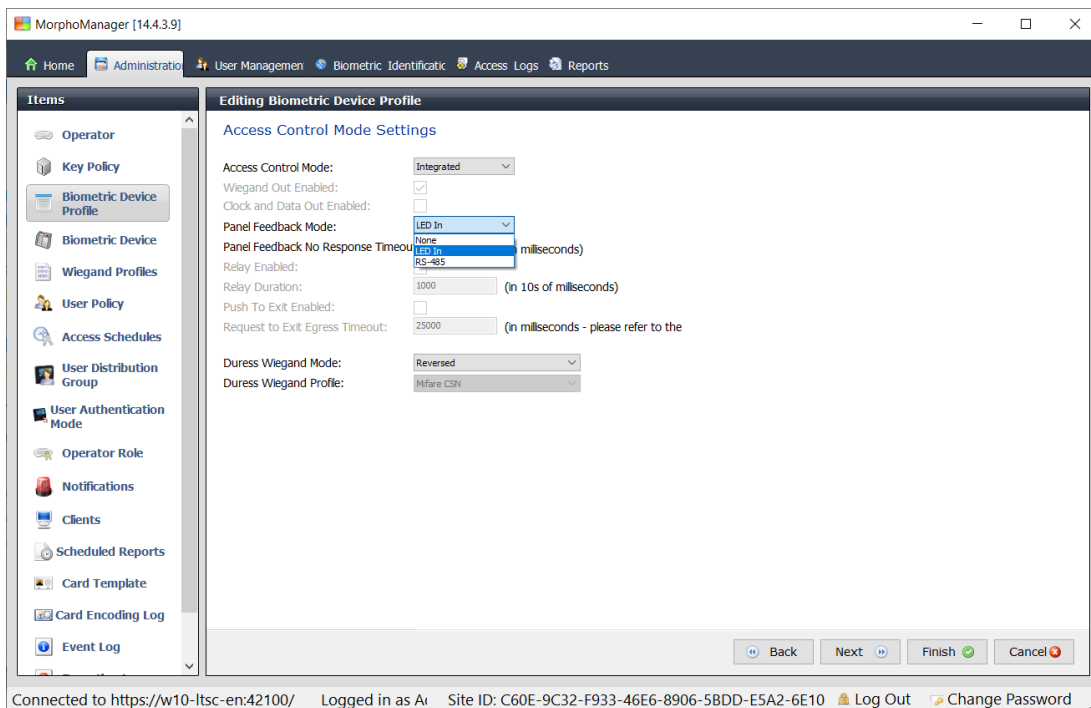 MorphoManager [14.4.3.9]
Home Administratio User Managemen Biometric Identificatic Access Logs Reports
Items
Operator
Key Policy
Biometric Device
Profile
Biometric Device
Wiegand Profiles
User Policy
Access Schedules
User Distribution
Group
User Authentication
Mode
Operator Role
Notifications
Clients
Scheduled Reports
Card Template
Card Encoding Log
Event Log
Editing Biometric Device Profile
Access Control Mode Settings
Access Control Mode: Integrated
Wiegand Out Enabled:
Clock and Data Out Enabled:
Panel Feedback Mode: LED In
None
LED In
RS-485
Panel Feedback No Response Timeou miliseconds)
Relay Enabled:
Relay Duration: 1000 (in 10s of milliseconds)
Push To Exit Enabled:
Request to Exit Egress Timeout: 25000 (in miliseconds - please refer to the
Duress Wiegand Mode: Reversed
Duress Wiegand Profile: Mifare CSN
Back Next Finish Cancel
Connected to https://w10-ltsc-en:42100/ Logged in as Site ID: C60E-9C32-F933-46E6-8906-5BDD-E5A2-6E10 Log Out Change Password